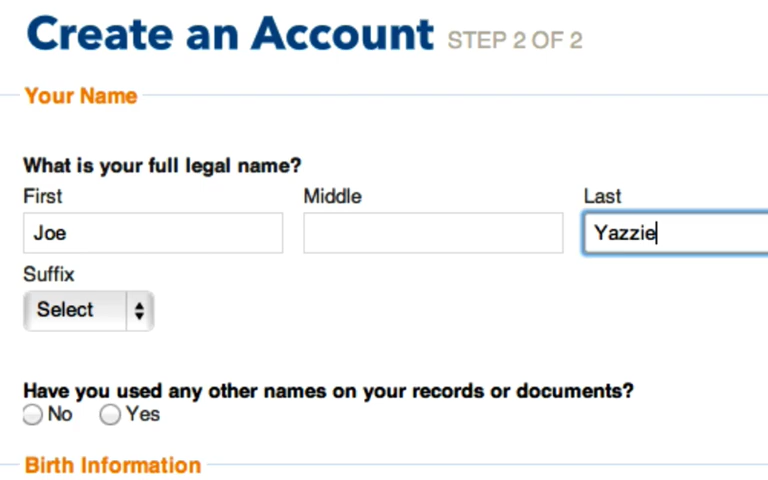 Create an Account STEP 2 OF 2
Your Name
What is your full legal name?
First Middle Last
Joe Yazzie
Suffix
Select
Have you used any other names on your records or documents?
No Yes
Birth Information